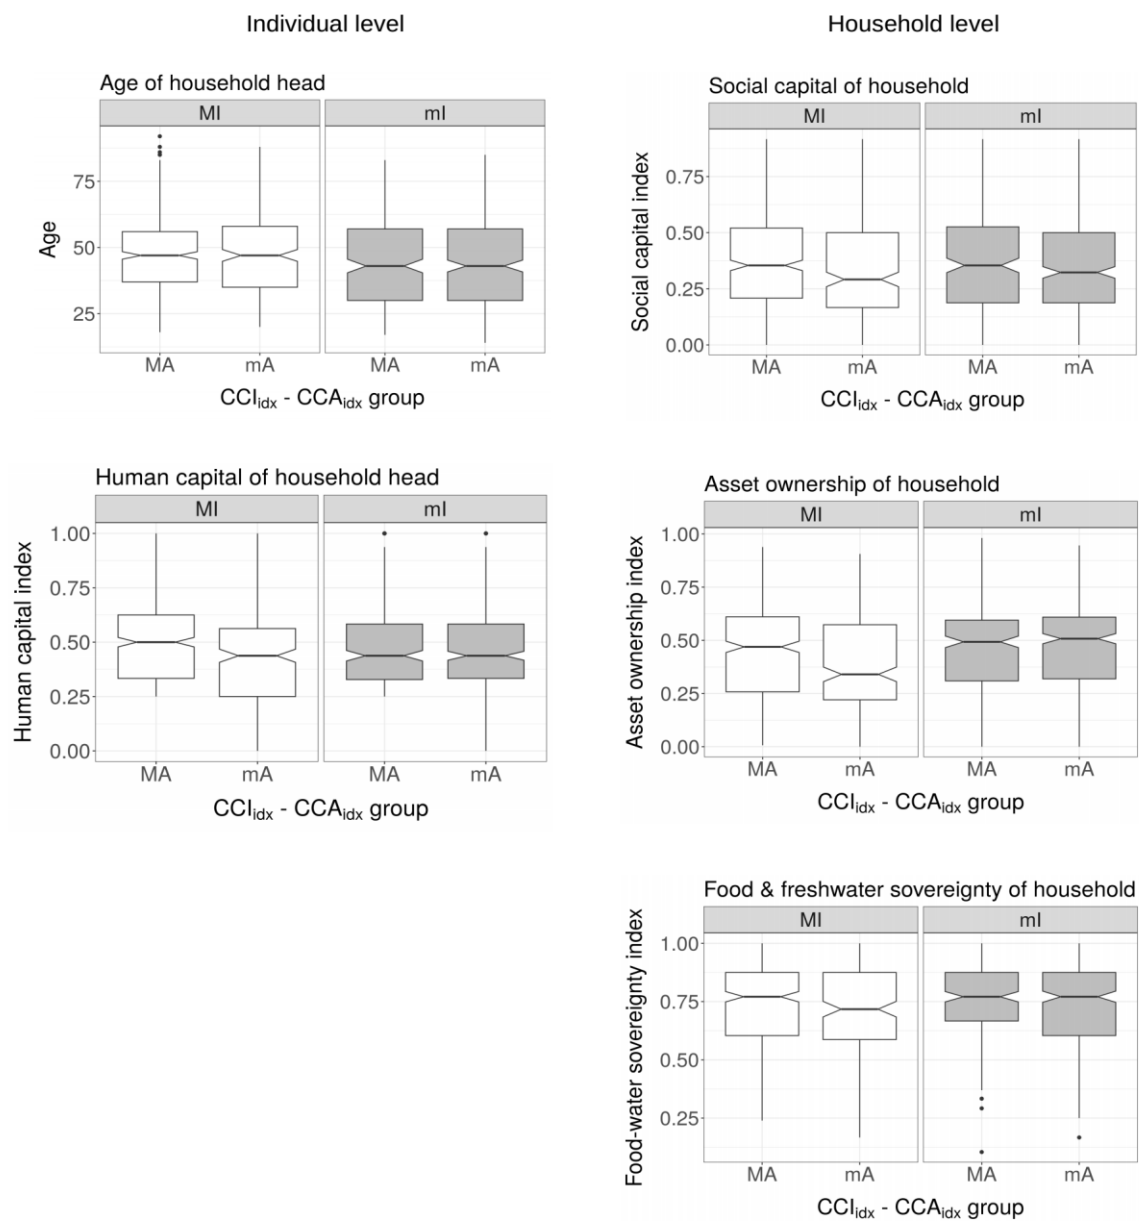 Individual level
Household level
Age of household head
MI mI
Age
75
50
25
MA mA MA mA
CCIidx - CCAidx group
Social capital of household
MI mI
Social capital index
0.75
0.50
0.25
0.00
MA mA MA mA
CCIidx - CCAidx group
Human capital of household head
MI mI
Human capital index
1.00
0.75
0.50
0.25
0.00
MA mA MA mA
CCIidx - CCAidx group
Asset ownership of household
MI mI
Asset ownership index
1.00
0.75
0.50
0.25
0.00
MA mA MA mA
CCIidx - CCAidx group
Food & freshwater sovereignty of household
MI mI
Food-water sovereignty index
1.00
0.75
0.50
0.25
MA mA MA mA
CCIidx - CCAidx group